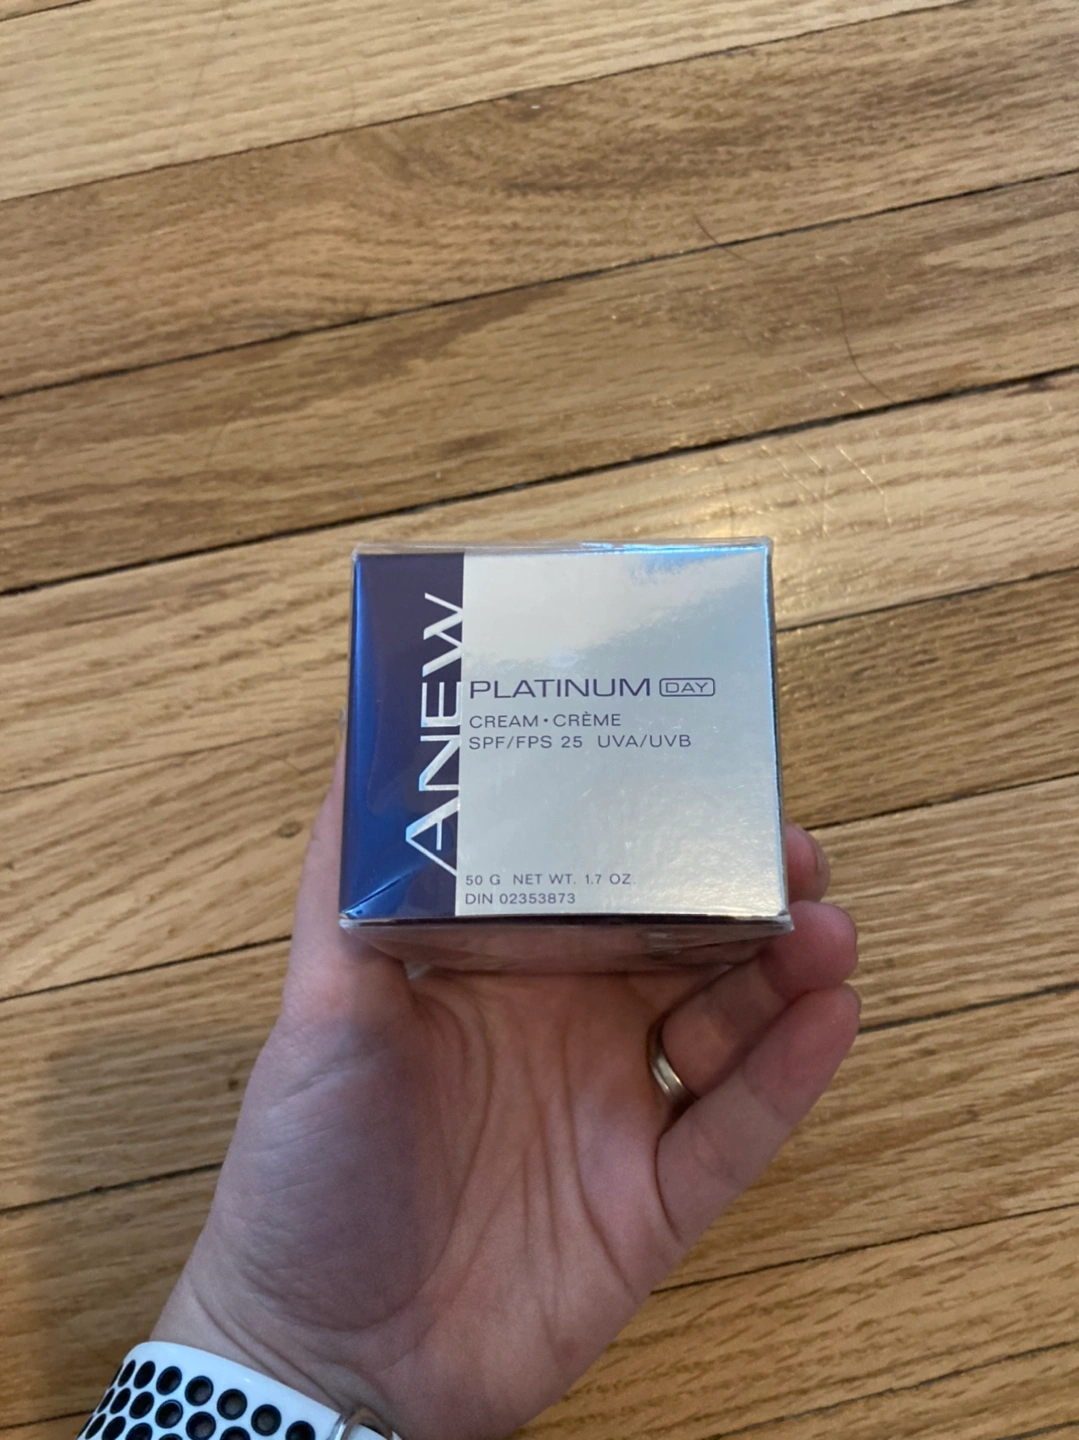 ANEW
PLATINUM DAY
CREAM • CRÈME
SPF/FPS 25 UVA/UVB
50 G NET WT. 1.7 OZ.
DIN 02353873